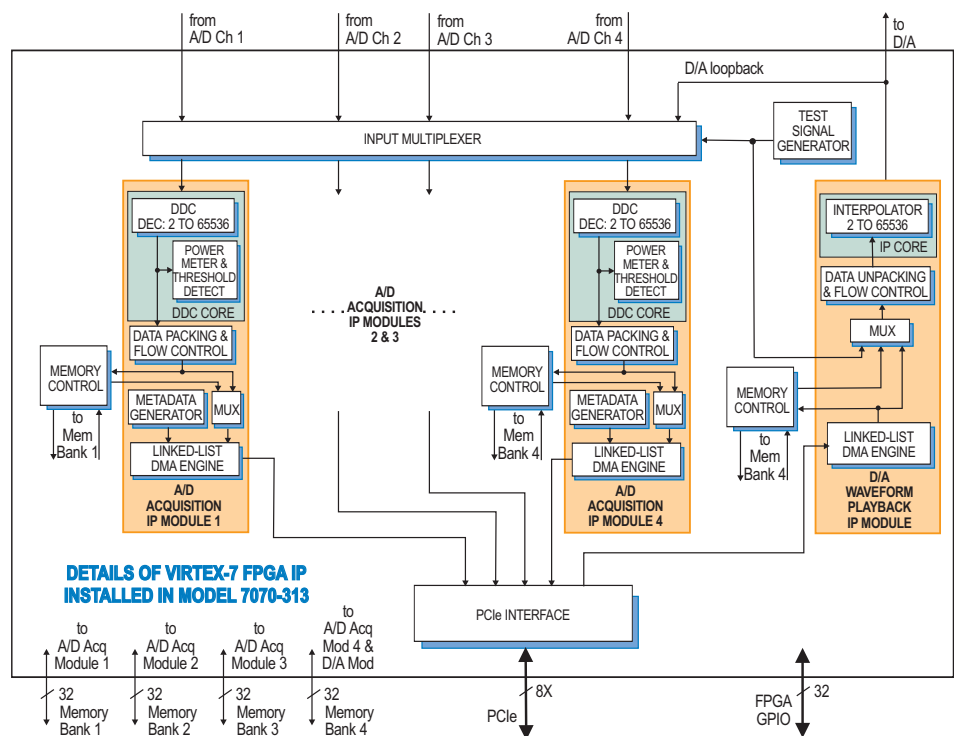 from
A/D Ch 1
from
A/D Ch 2
from
A/D Ch 3
from
A/D Ch 4
to
D/A
D/A loopback
INPUT MULTIPLEXER
TEST
SIGNAL
GENERATOR
DDC
DEC: 2 TO 65536
POWER
METER &
THRESHOLD
DETECT
DDC CORE
DATA PACKING &
FLOW CONTROL
MEMORY
CONTROL
METADATA
GENERATOR
MUX
to
Mem
Bank 1
LINKED-LIST
DMA ENGINE
A/D
ACQUISITION
IP MODULE 1
A/D
. . . . ACQUISITION . . . .
IP MODULES
2 & 3
DDC
DEC: 2 TO 65536
POWER
METER &
THRESHOLD
DETECT
DDC CORE
DATA PACKING &
FLOW CONTROL
MEMORY
CONTROL
METADATA
GENERATOR
MUX
to
Mem
Bank 4
LINKED-LIST
DMA ENGINE
A/D
ACQUISITION
IP MODULE 4
INTERPOLATOR
2 TO 65536
IP CORE
DATA UNPACKING
& FLOW CONTROL
MUX
MEMORY
CONTROL
to
Mem
Bank 4
LINKED-LIST
DMA ENGINE
D/A
WAVEFORM
PLAYBACK
IP MODULE
DETAILS OF VIRTEX-7 FPGA IP
INSTALLED IN MODEL 7070-313
PCIe INTERFACE
to
A/D Acq
Module 1
to
A/D Acq
Module 2
to
A/D Acq
Module 3
to
A/D Acq
Mod 4 &
D/A Mod
32
Memory
Bank 1
32
Memory
Bank 2
32
Memory
Bank 3
32
Memory
Bank 4
8X
PCIe
32
FPGA
GPIO